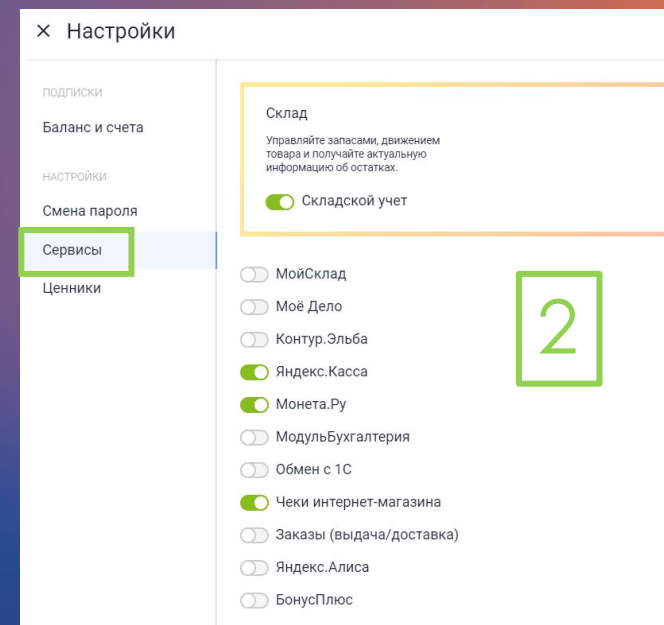 × Настройки
ПОДПИСКИ
Баланс и счета
НАСТРОЙКИ
Смена пароля
Сервисы
Ценники
Склад
Управляйте запасами, движением
товара и получайте актуальную
информацию об остатках.
Складской учет
МойСклад
Моё Дело
Контур.Эльба
Яндекс.Касса
Монета.Ру
МодульБухгалтерия
Обмен с 1С
Чеки интернет-магазина
Заказы (выдача/доставка)
Яндекс.Алиса
БонусПлюс
2